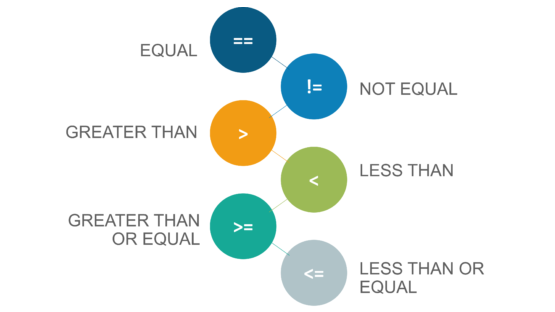 EQUAL
==
!=
NOT EQUAL
GREATER THAN
>
<
LESS THAN
GREATER THAN
OR EQUAL
>=
<=
LESS THAN OR
EQUAL